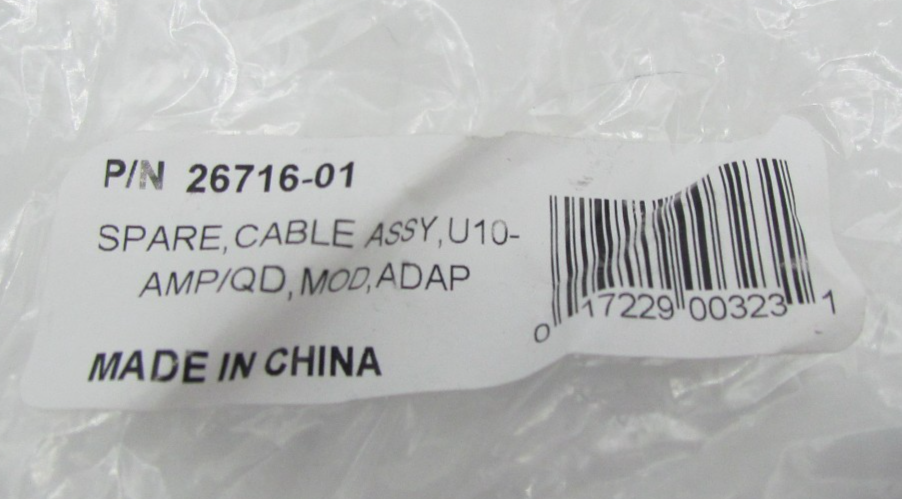 P/N 26716-01
SPARE,CABLE ASSY,U10-
AMP/QD,MOD,ADAP
MADE IN CHINA
0 17229 00323 1